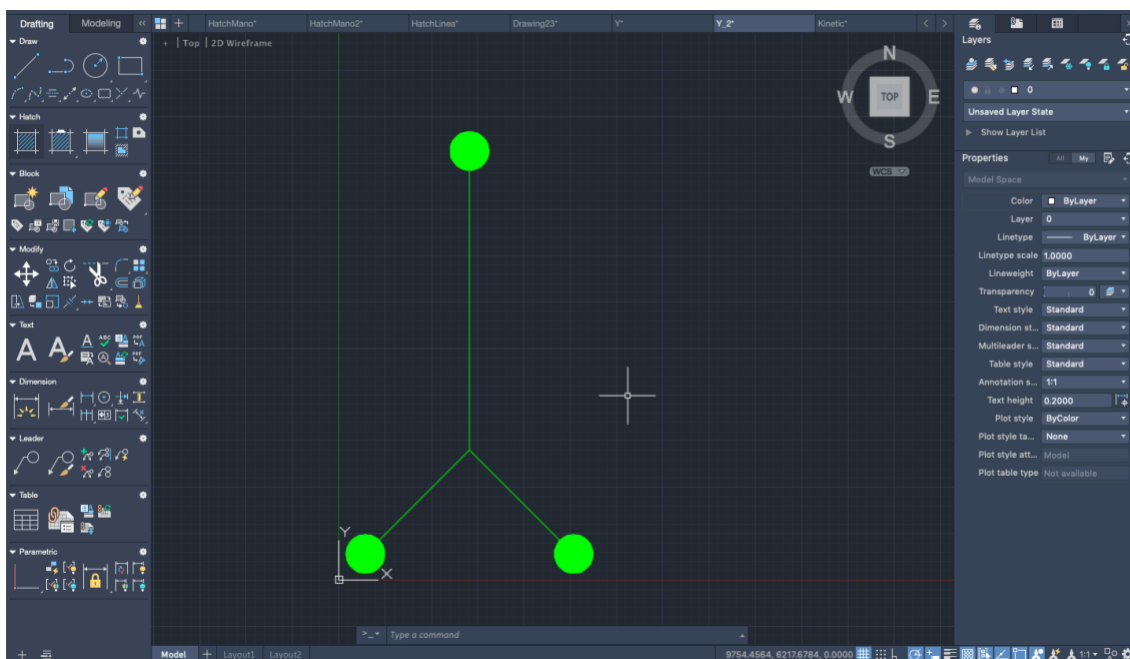 Drafting Modeling << + HatchMano* HatchMano2* HatchLinea* Drawing23* Y* Y_2* Kinetic* < >
Draw
+ | Top | 2D Wireframe
Layers
N
W TOP E
S
WCS
0
Unsaved Layer State
Show Layer List
Hatch
Properties All My
Block
Model Space
Color ByLayer
Layer 0
Linetype ByLayer
Linetype scale 1.0000
Modify
Lineweight ByLayer
Transparency 0
Text style Standard
Text
Dimension st... Standard
Multileader s... Standard
A A A ABC
Table style Standard
Annotation s... 1:1
Dimension
Text height 0.2000
Plot style ByColor
Leader
Plot style ta... None
Plot style att... Model
Plot table type Not available
Table
Y
Parametric
X
>_ Type a command
Model + Layout1 Layout2 9754.4564, 6217.6784, 0.0000 1:1